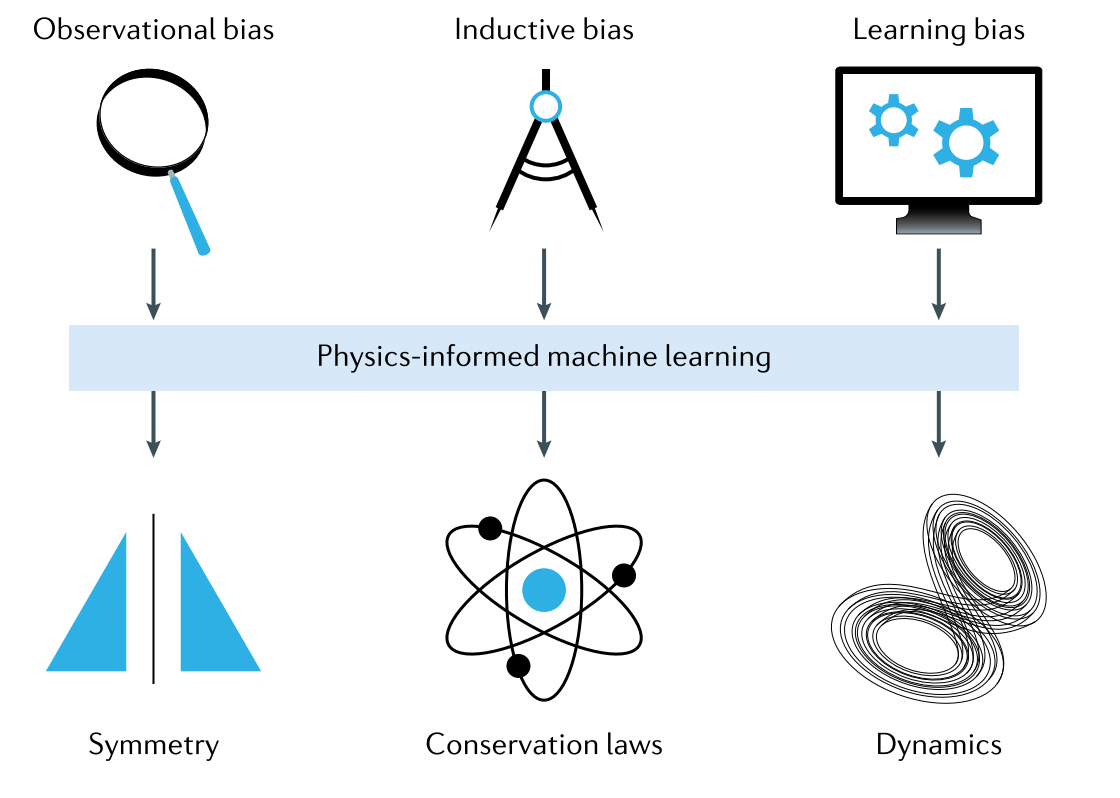 Observational bias
Inductive bias
Learning bias
Physics-informed machine learning
Symmetry
Conservation laws
Dynamics